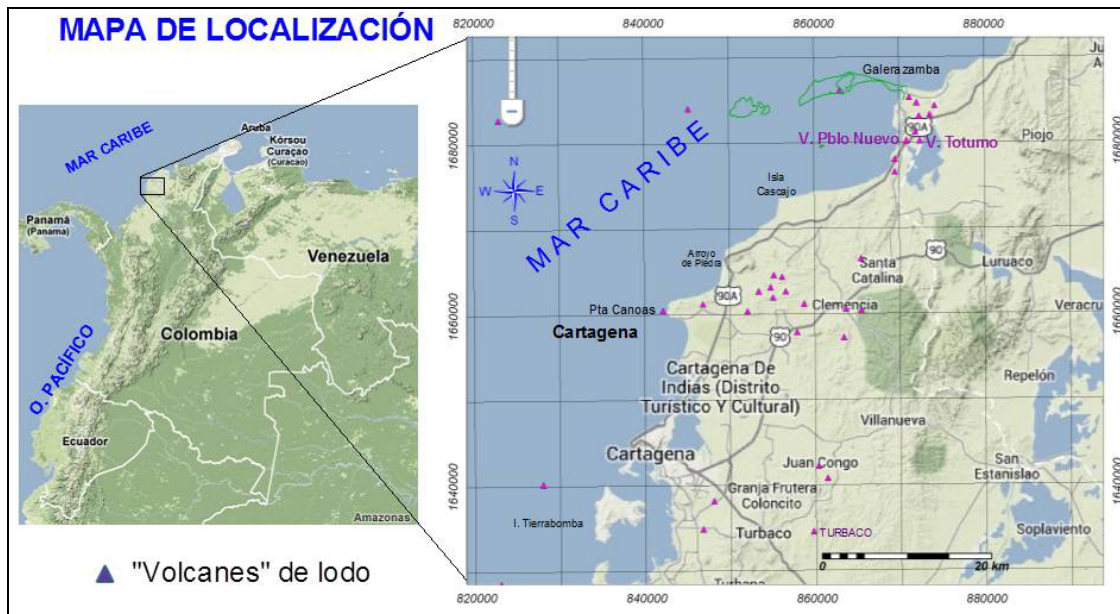 MAPA DE LOCALIZACIÓN
MAR CARIBE
Aruba
Kòrsou
Curaçao
(Curacao)
Panamá
(Panama)
Venezuela
Colombia
O. PACÍFICO
Ecuador
Amazonas
"Volcanes" de lodo
820000
840000
860000
880000
Galerazamba
90A
Piojo
V. Pblo Nuevo
V. Totumo
1680000
1680000
N
W
E
S
Isla
Cascajo
MAR CARIBE
Arroyo
de Piedra
90
Santa
Catalina
Luruaco
90A
Clemencia
Pta Canoas
1660000
1660000
Veracru
Cartagena
90
Cartagena De
Indias (Distrito
Turístico Y Cultural)
Repelón
Villanueva
Cartagena
Juan Congo
San
Estanislao
1640000
1640000
Granja Frutera
Coloncito
I. Tierrabomba
Turbaco
TURBACO
Soplaviento
0
20 km
820000
840000
860000
880000